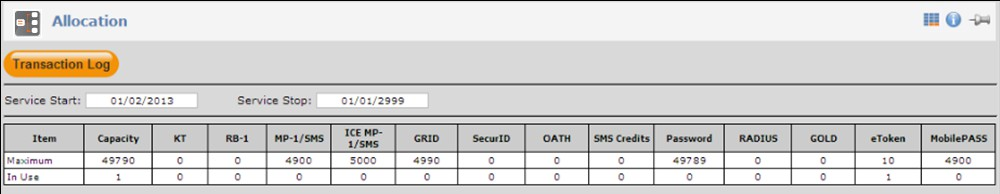 Allocation
Transaction Log
Service Start: 01/02/2013 Service Stop: 01/01/2999
Item Capacity KT RB-1 MP-1/SMS ICE MP-1/SMS GRID SecurID OATH SMS Credits Password RADIUS GOLD eToken MobilePASS
Maximum 49790 0 0 4900 5000 4990 0 0 0 49789 0 0 10 4900
In Use 1 0 0 0 0 0 0 0 0 0 0 0 1 0